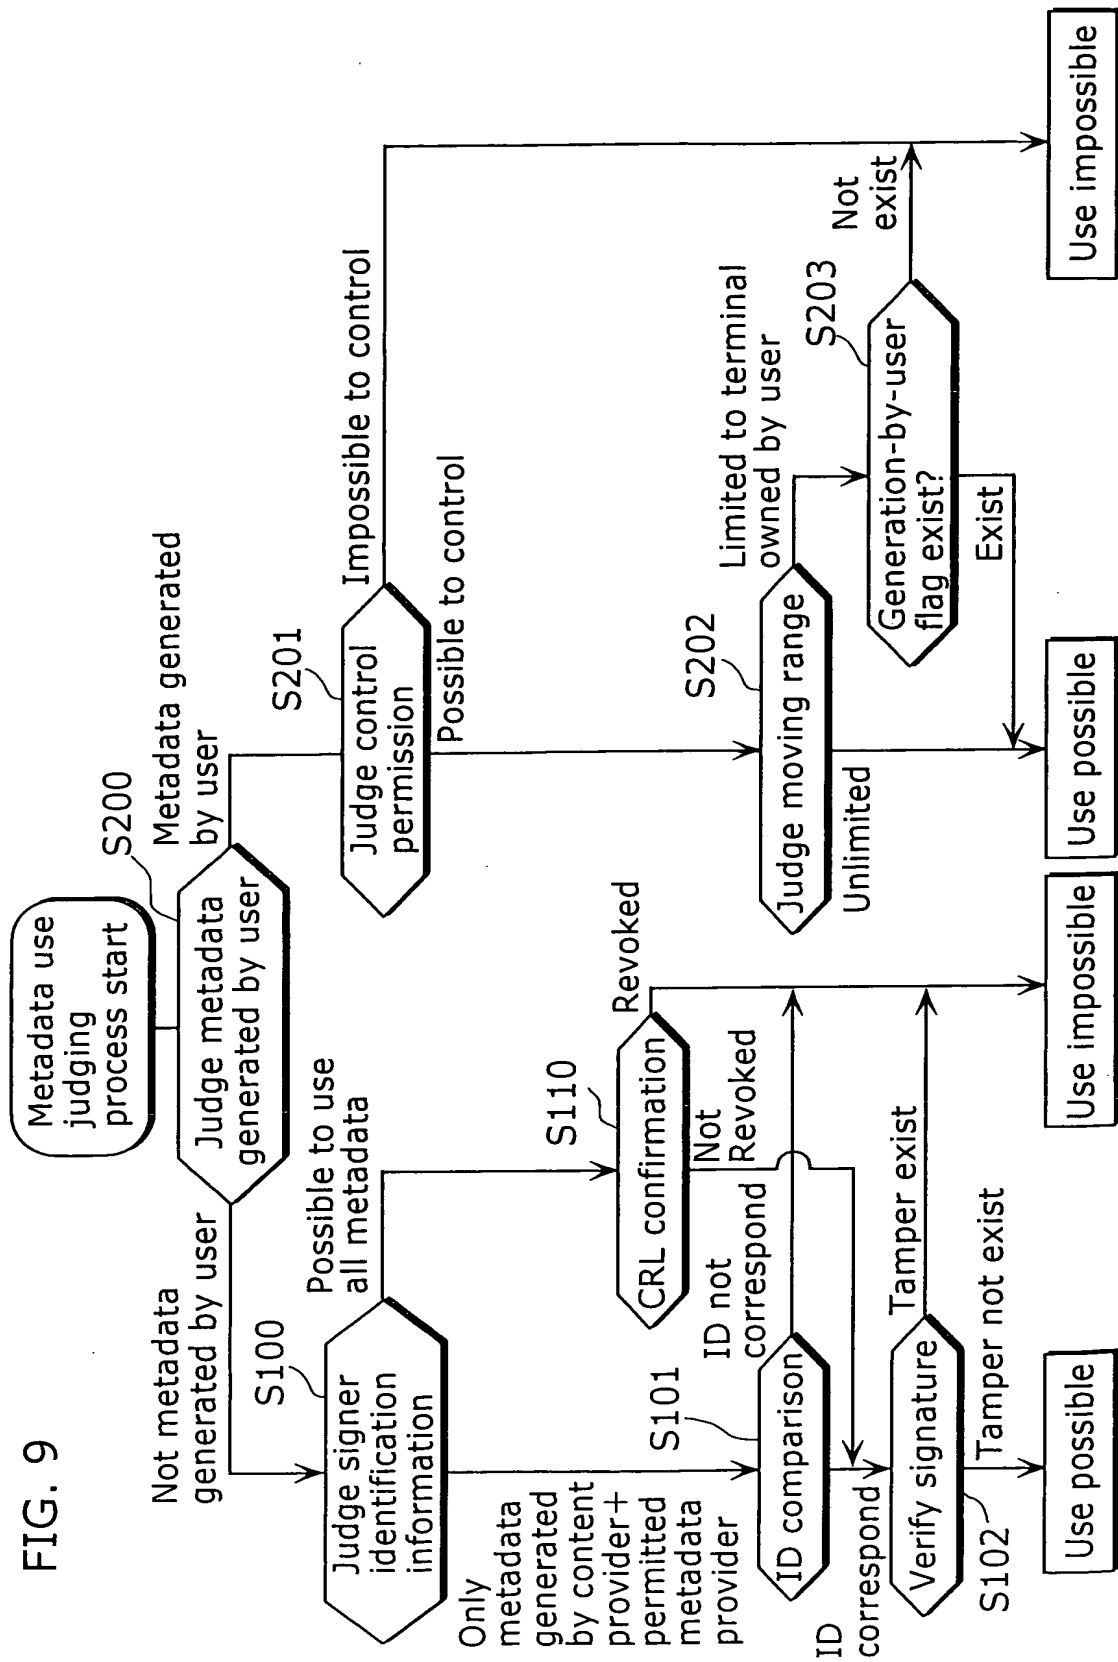 FIG. 9
Metadata use
judging
process start
S200
Judge metadata
generated by user
Not metadata
generated by user
Metadata generated
by user
S100
Judge signer
identification
information
Possible to use
all metadata
Only
metadata
generated
by content
provider+
permitted
metadata
provider
S110
CRL confirmation
Revoked
Not
Revoked
S101
ID comparison
ID not
correspond
ID
correspond
S102
Verify signature
Tamper exist
Tamper not exist
Use possible
Use impossible
S201
Judge control
permission
Impossible to control
Possible to control
S202
Judge moving range
Limited to terminal
owned by user
Unlimited
S203
Generation-by-user
flag exist?
Not
exist
Exist
Use possible
Use impossible